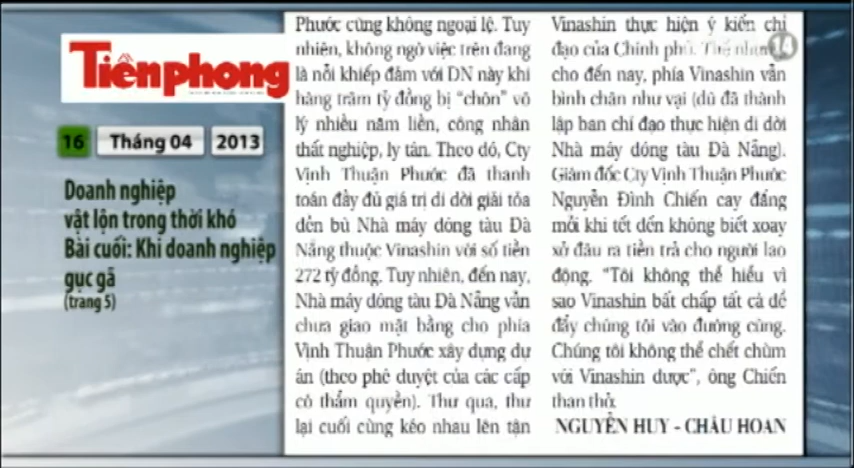 Tiền phong
16 Tháng 04 2013
Doanh nghiệp
vật lộn trong thời khó
Bài cuối: Khi doanh nghiệp
gục gã
(trang 5)
Phước cũng không ngoại lệ. Tuy
nhiên, không ngờ việc trên đang
là nỗi khiếp đảm với DN này khi
hàng trăm tỷ đồng bị “chôn” vô
lý nhiều năm liền, công nhân
thất nghiệp, ly tán. Theo đó, Cty
Vịnh Thuận Phước đã thanh
toán đầy đủ giá trị di dời giải tỏa
đền bù Nhà máy đóng tàu Đà
Nẵng thuộc Vinashin với số tiền
272 tỷ đồng. Tuy nhiên, đến nay,
Nhà máy đóng tàu Đà Nẵng vẫn
chưa giao mặt bằng cho phía
Vịnh Thuận Phước xây dựng dự
án (theo phê duyệt của các cấp
có thẩm quyền). Thư qua, thư
lại cuối cùng kéo nhau lên tận
Vinashin thực hiện ý kiến chỉ
đạo của Chính phủ. Thế nhưng
cho đến nay, phía Vinashin vẫn
bình chân như vại (dù đã thành
lập ban chỉ đạo thực hiện di dời
Nhà máy đóng tàu Đà Nẵng).
Giám đốc Cty Vịnh Thuận Phước
Nguyễn Đình Chiến cay đắng
mỗi khi tết đến không biết xoay
xở đâu ra tiền trả cho người lao
động. “Tôi không thể hiểu vì
sao Vinashin bất chấp tất cả để
đẩy chúng tôi vào đường cùng.
Chúng tôi không thể chết chùm
với Vinashin được”, ông Chiến
than thở.
NGUYỄN HUY - CHÂU HOAN